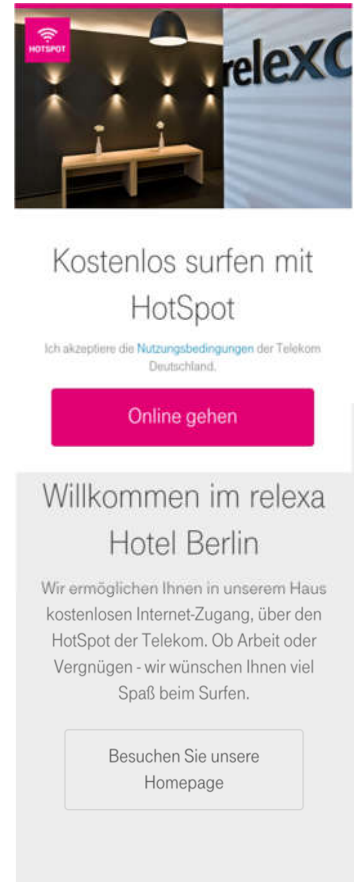 HOTSPOT
relexa
Kostenlos surfen mit
HotSpot
Ich akzeptiere die Nutzungsbedingungen der Telekom
Deutschland.
Online gehen
Willkommen im relexa
Hotel Berlin
Wir ermöglichen Ihnen in unserem Haus
kostenlosen Internet-Zugang, über den
HotSpot der Telekom. Ob Arbeit oder
Vergnügen - wir wünschen Ihnen viel
Spaß beim Surfen.
Besuchen Sie unsere
Homepage